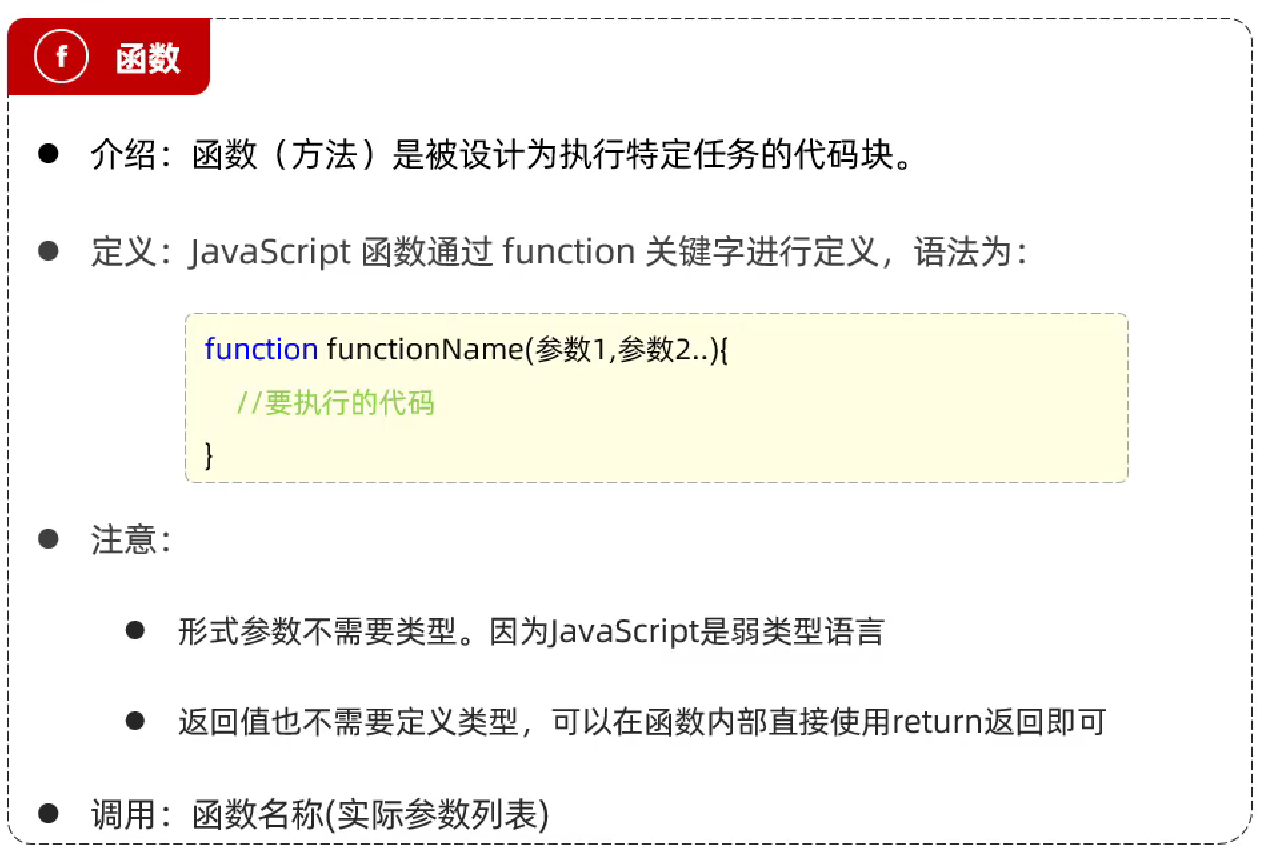 f 函数
介绍：函数（方法）是被设计为执行特定任务的代码块。
定义：JavaScript 函数通过 function 关键字进行定义，语法为：
function functionName(参数1,参数2..){
//要执行的代码
}
注意：
形式参数不需要类型。因为JavaScript是弱类型语言
返回值也不需要定义类型，可以在函数内部直接使用return返回即可
调用：函数名称(实际参数列表)